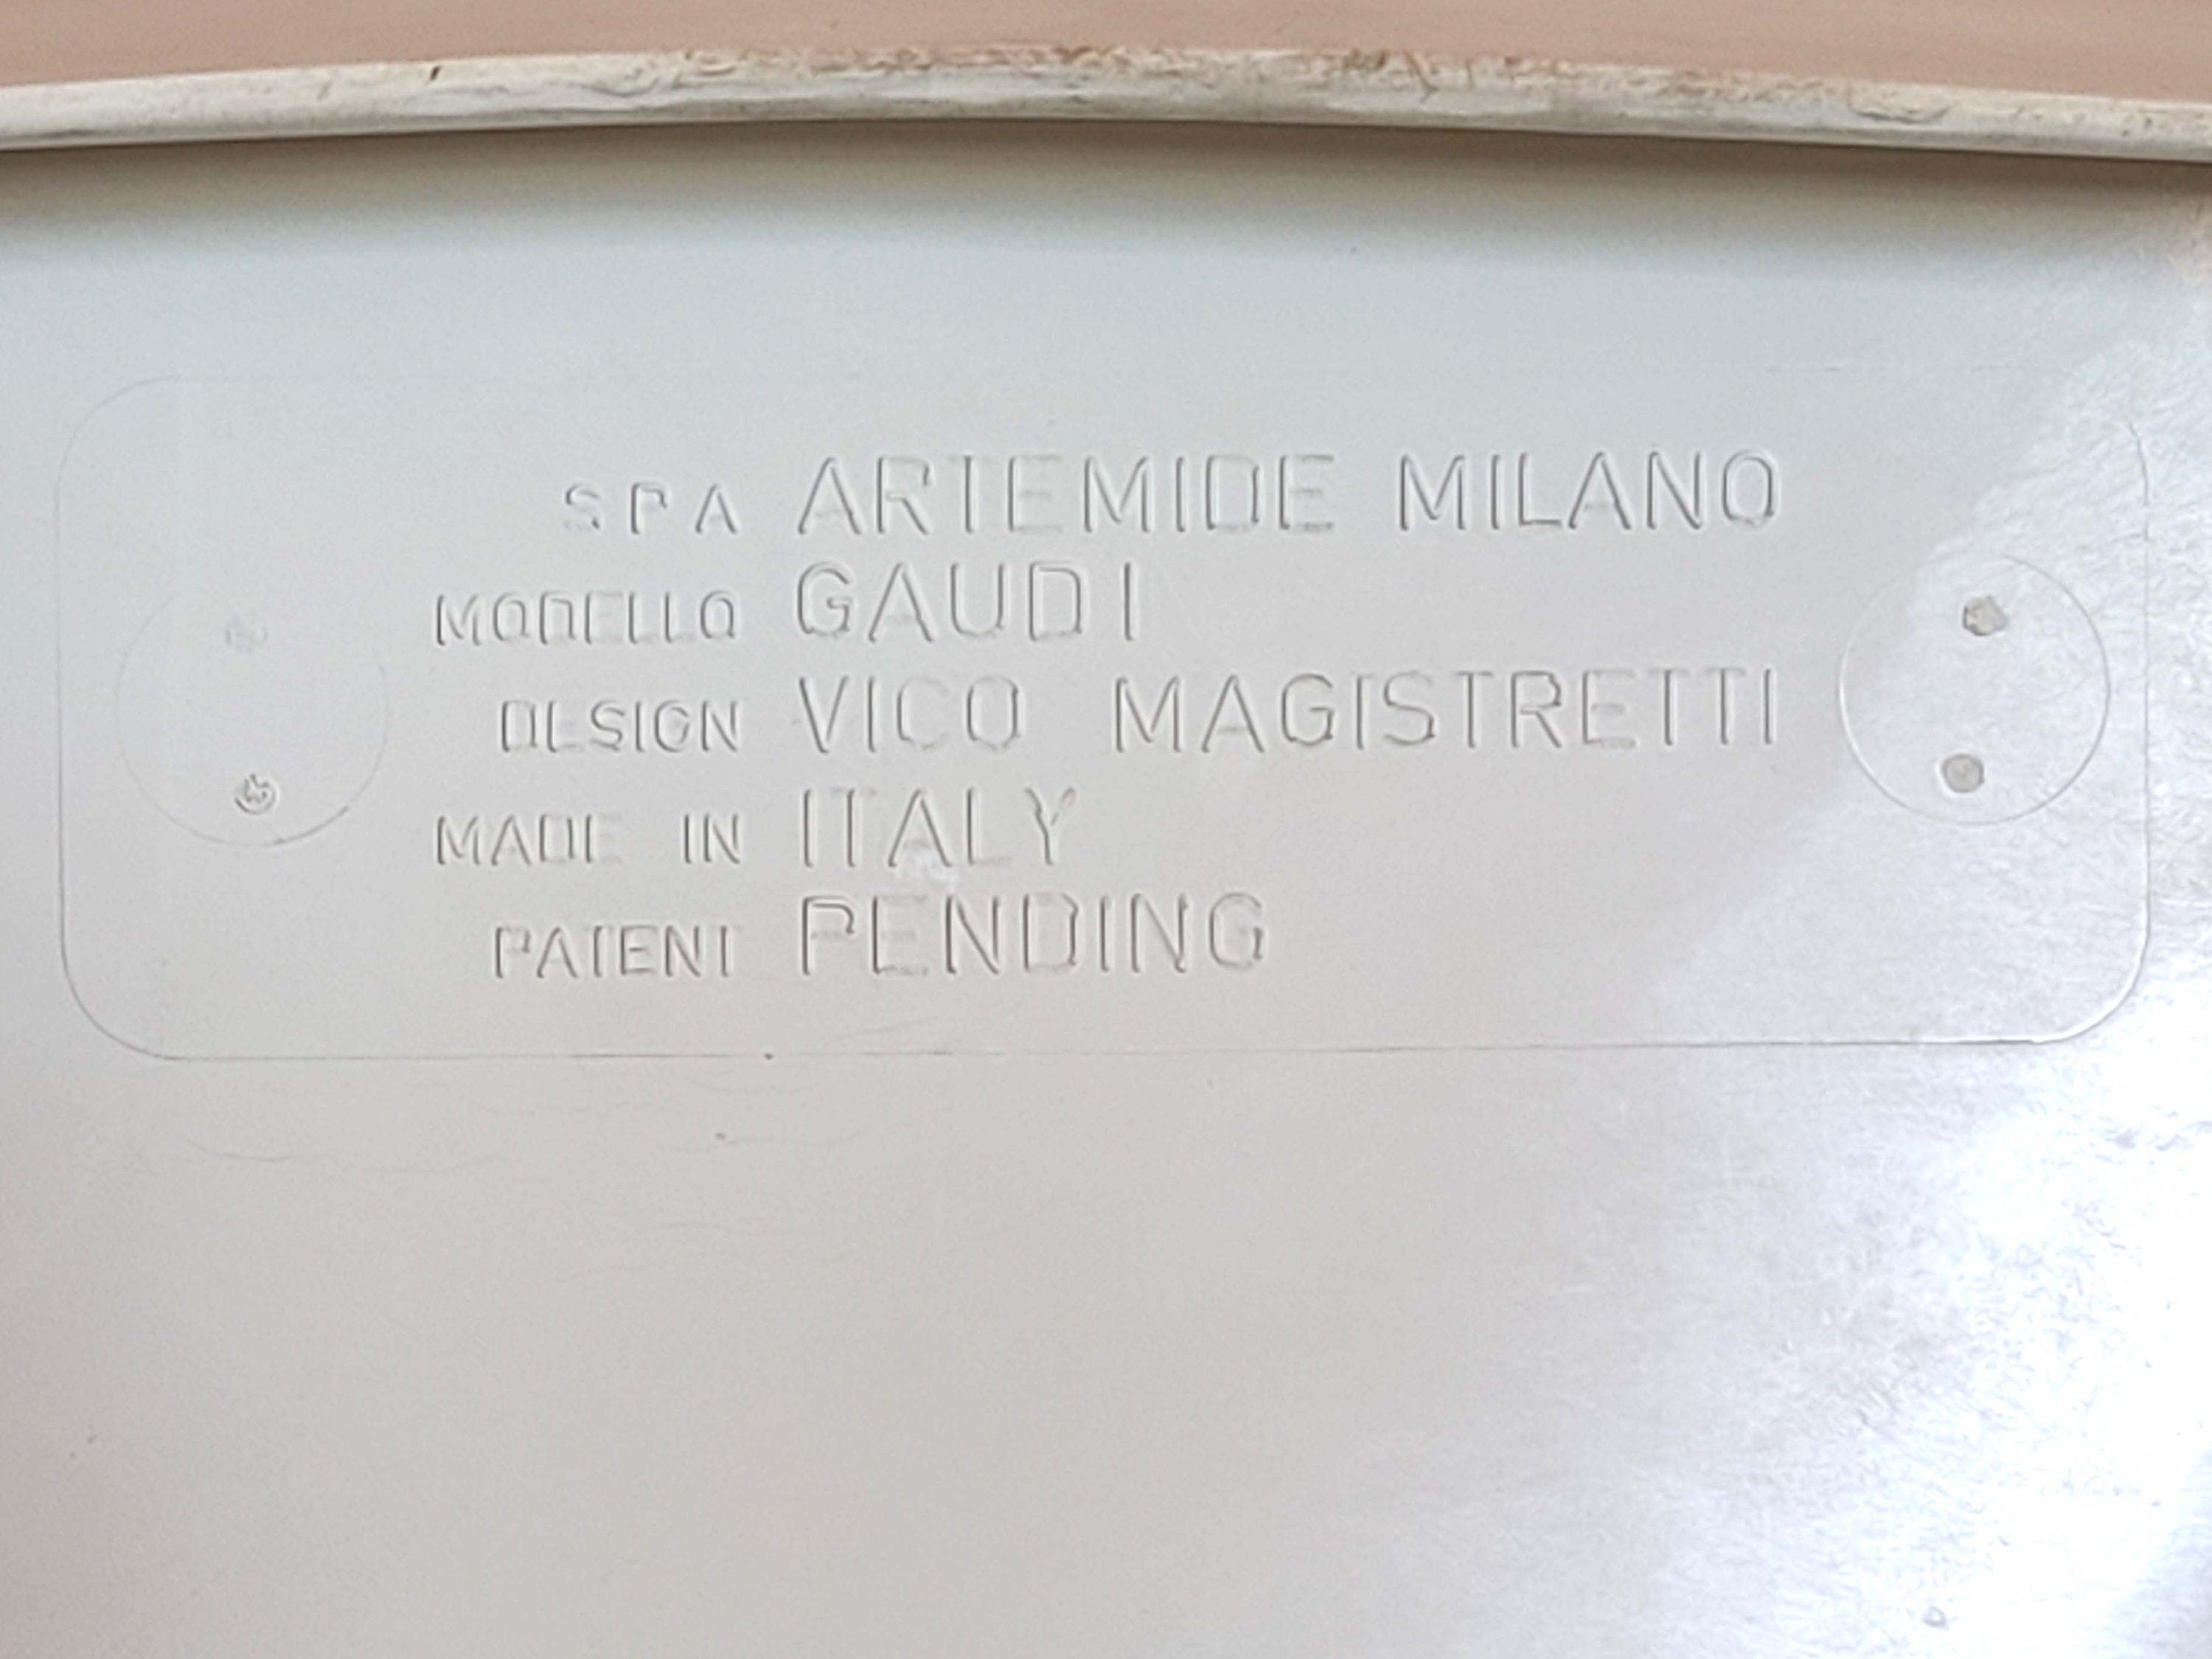 SPA ARTEMIDE MILANO
MODELLO GAUDI
DESIGN VICO MAGISTRETTI
MADE IN ITALY
PATENT PENDING